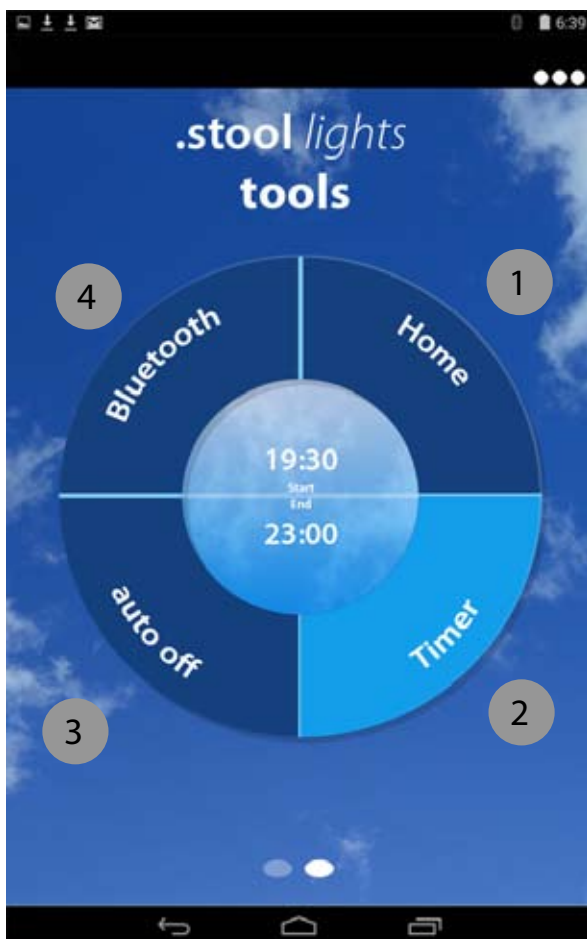 6:39
.stool lights
tools
4
1
Bluetooth
Home
19:30
Start
End
23:00
auto off
Timer
3
2